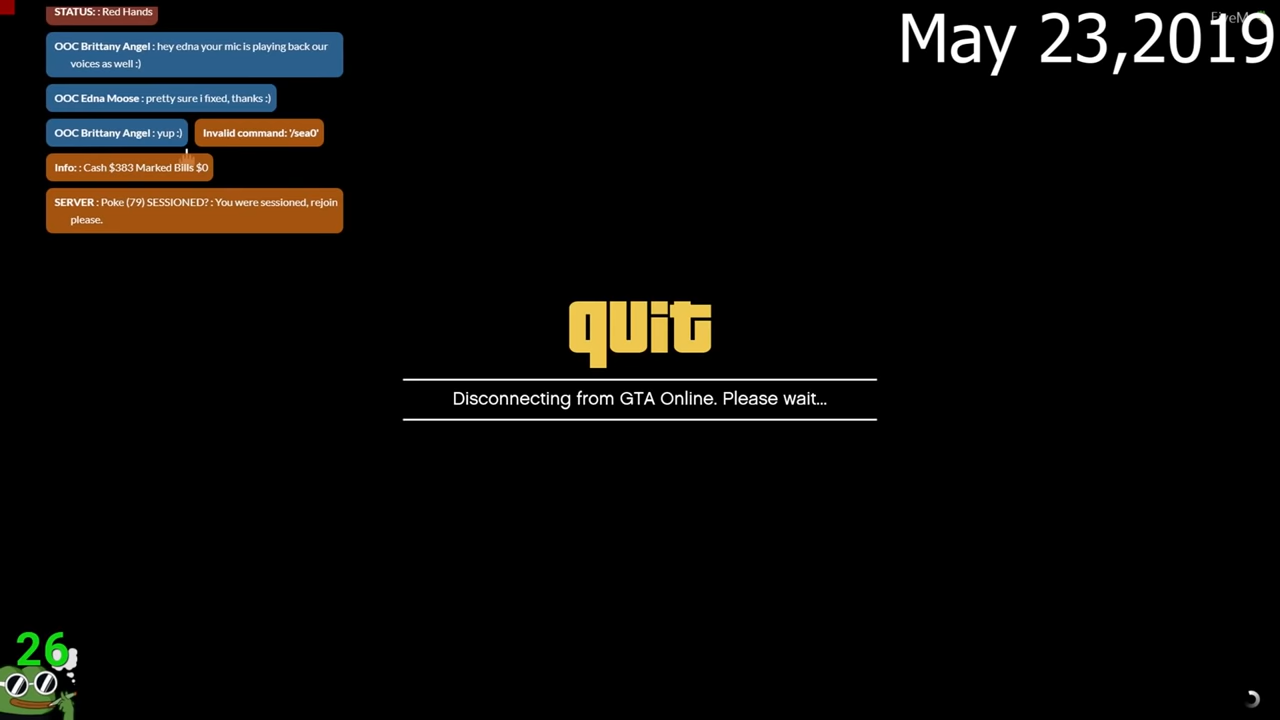 STATUS: : Red Hands
FiveM
May 23,2019
OOC Brittany Angel : hey edna your mic is playing back our
voices as well :)
OOC Edna Moose : pretty sure i fixed, thanks :)
OOC Brittany Angel : yup :)
Invalid command: '/sea0'
Info: : Cash $383 Marked Bills $0
SERVER : Poke (79) SESSIONED? : You were sessioned, rejoin
please.
quit
Disconnecting from GTA Online. Please wait...
26